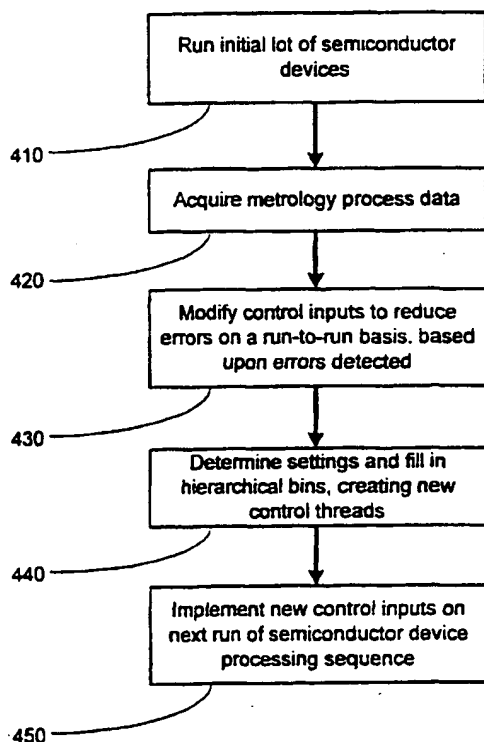 Run initial lot of semiconductor
devices
410
Acquire metrology process data
420
Modify control inputs to reduce
errors on a run-to-run basis. based
upon errors detected
430
Determine settings and fill in
hierarchical bins, creating new
control threads
440
Implement new control inputs on
next run of semiconductor device
processing sequence
450